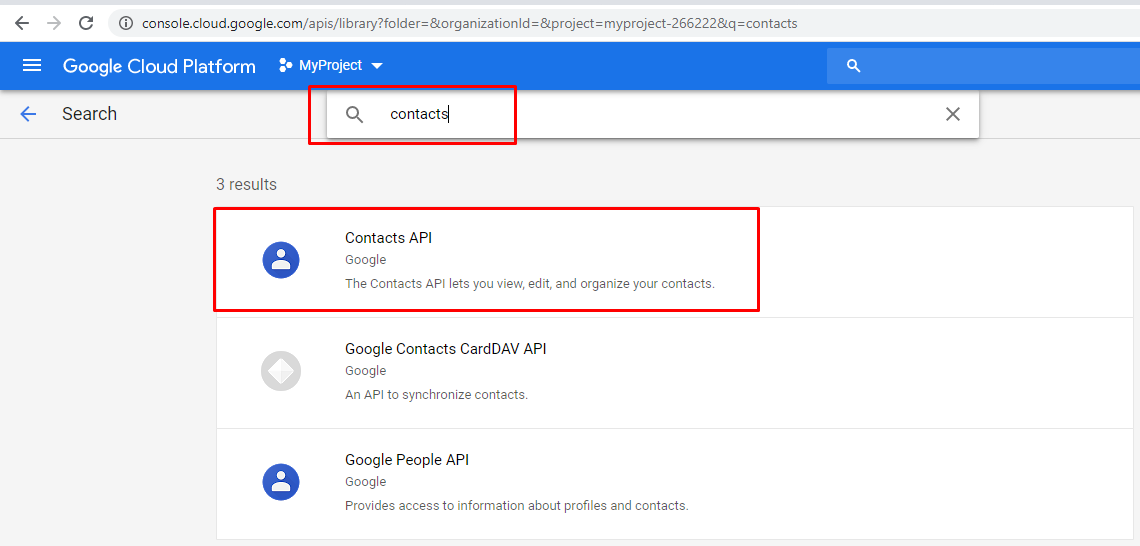 console.cloud.google.com/apis/library?folder=&organizationId=&project=myproject-266222&q=contacts
Google Cloud Platform MyProject
Search contacts
3 results
Contacts API
Google
The Contacts API lets you view, edit, and organize your contacts.
Google Contacts CardDAV API
Google
An API to synchronize contacts.
Google People API
Google
Provides access to information about profiles and contacts.